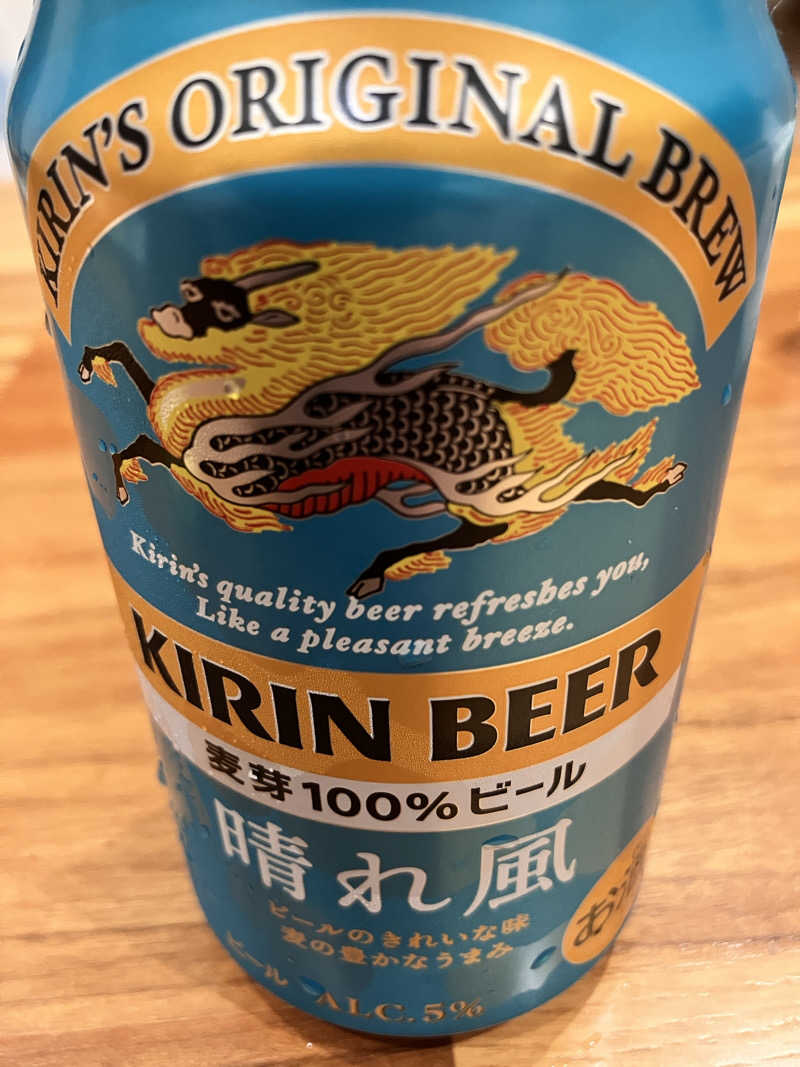 KIRIN'S ORIGINAL BREW
Kirin's quality beer refreshes you,
Like a pleasant breeze.
KIRIN BEER
麦芽100%ビール
晴れ風
ビールのきれいな味
麦の豊かなうまみ
お酒
ビール ALC. 5%